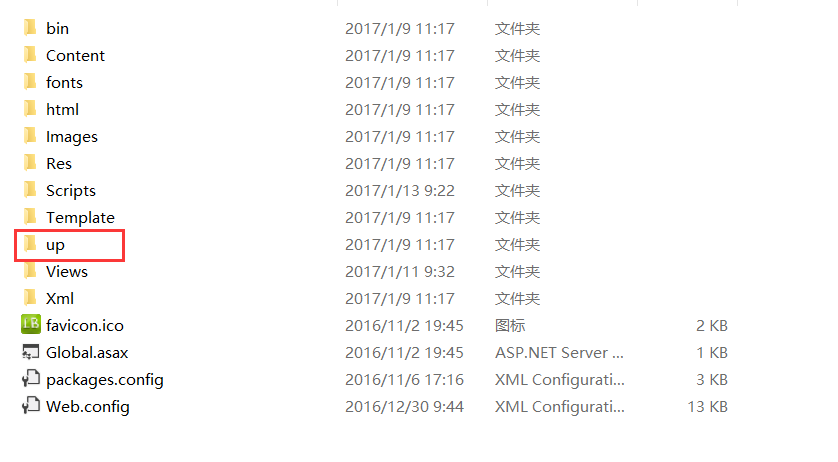 bin 2017/1/9 11:17 文件夹
Content 2017/1/9 11:17 文件夹
fonts 2017/1/9 11:17 文件夹
html 2017/1/9 11:17 文件夹
Images 2017/1/9 11:17 文件夹
Res 2017/1/9 11:17 文件夹
Scripts 2017/1/13 9:22 文件夹
Template 2017/1/9 11:17 文件夹
up 2017/1/9 11:17 文件夹
Views 2017/1/11 9:32 文件夹
Xml 2017/1/9 11:17 文件夹
favicon.ico 2016/11/2 19:45 图标 2 KB
Global.asax 2016/11/2 19:45 ASP.NET Server ... 1 KB
packages.config 2016/11/6 17:16 XML Configurati... 3 KB
Web.config 2016/12/30 9:44 XML Configurati... 13 KB